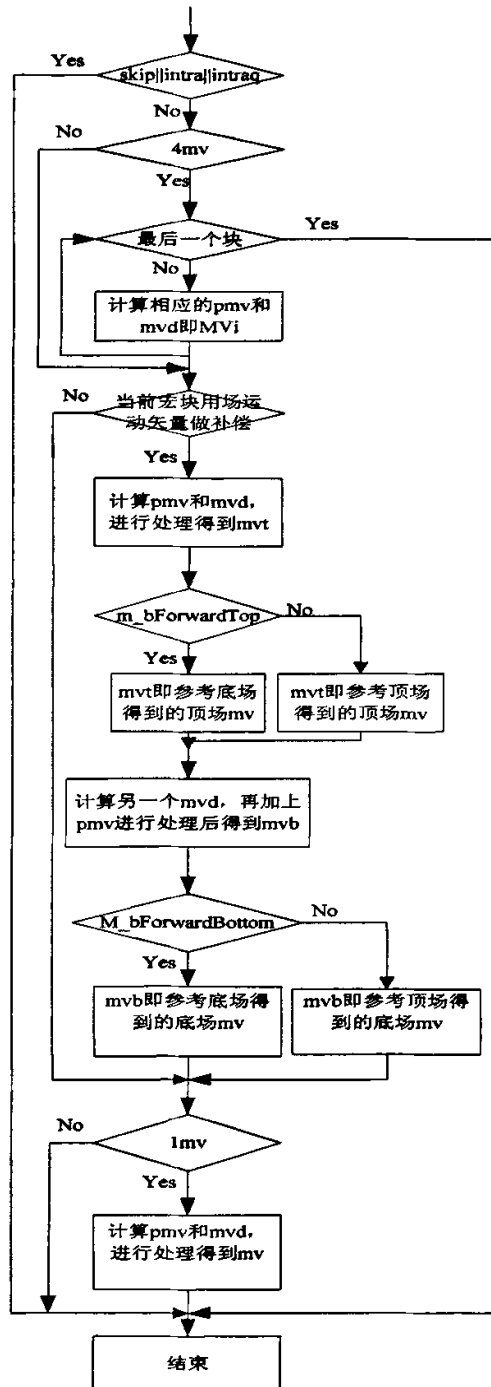 Yes
skip||intra||intraq
No
No
4mv
Yes
最后一个块
Yes
No
计算相应的pmv和
mvd即MVi
No
当前宏块用场运
动矢量做补偿
Yes
计算pmv和mvd，
进行处理得到mvt
m_bForwardTop
No
Yes
mvt即参考底场
得到的顶场mv
mvt即参考顶场
得到的顶场mv
计算另一个mvd，再加上
pmv进行处理后得到mvb
M_bForwardBottom
No
Yes
mvb即参考底场得
到的底场mv
mvb即参考顶场得
到的底场mv
No
1mv
Yes
计算pmv和mvd，
进行处理得到mv
结束